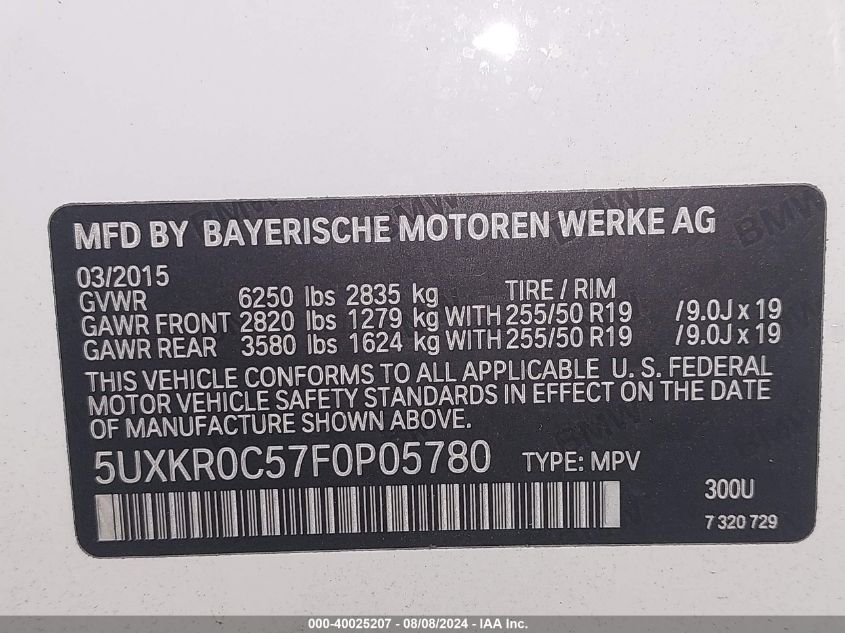 MFD BY BAYERISCHE MOTOREN WERKE AG
03/2015
GVWR 6250 lbs 2835 kg TIRE / RIM
GAWR FRONT 2820 lbs 1279 kg WITH 255/50 R19 /9.0J x 19
GAWR REAR 3580 lbs 1624 kg WITH 255/50 R19 /9.0J x 19
THIS VEHICLE CONFORMS TO ALL APPLICABLE U. S. FEDERAL
MOTOR VEHICLE SAFETY STANDARDS IN EFFECT ON THE DATE
OF MANUFACTURE SHOWN ABOVE.
5UXKR0C57F0P05780 TYPE: MPV
300U
7 320 729
000-40025207 - 08/08/2024 - IAA Inc.